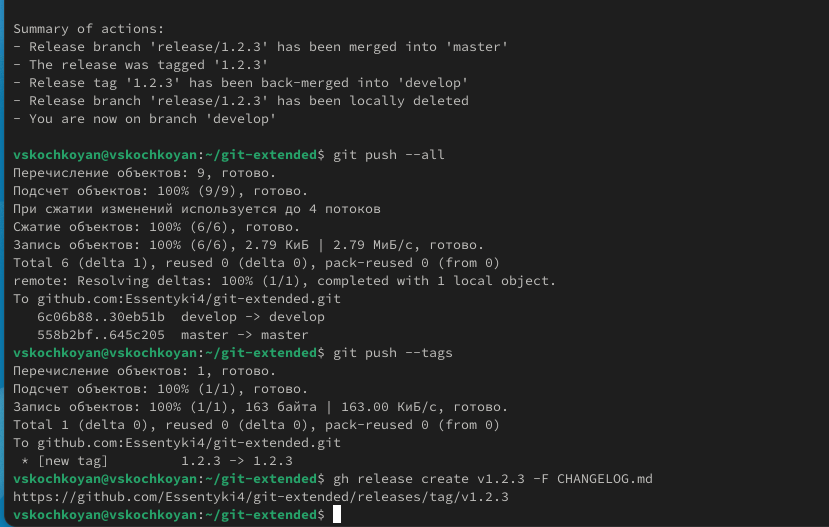 Summary of actions:
- Release branch 'release/1.2.3' has been merged into 'master'
- The release was tagged '1.2.3'
- Release tag '1.2.3' has been back-merged into 'develop'
- Release branch 'release/1.2.3' has been locally deleted
- You are now on branch 'develop'
vskochkoyan@vskochkoyan:~/git-extended$ git push --all
Перечисление объектов: 9, готово.
Подсчет объектов: 100% (9/9), готово.
При сжатии изменений используется до 4 потоков
Сжатие объектов: 100% (6/6), готово.
Запись объектов: 100% (6/6), 2.79 КиБ | 2.79 МиБ/с, готово.
Total 6 (delta 1), reused 0 (delta 0), pack-reused 0 (from 0)
remote: Resolving deltas: 100% (1/1), completed with 1 local object.
To github.com:Essentyki4/git-extended.git
   6c06b88..30eb51b  develop -> develop
   558b2bf..645c205  master -> master
vskochkoyan@vskochkoyan:~/git-extended$ git push --tags
Перечисление объектов: 1, готово.
Подсчет объектов: 100% (1/1), готово.
Запись объектов: 100% (1/1), 163 байта | 163.00 КиБ/с, готово.
Total 1 (delta 0), reused 0 (delta 0), pack-reused 0 (from 0)
To github.com:Essentyki4/git-extended.git
 * [new tag]         1.2.3 -> 1.2.3
vskochkoyan@vskochkoyan:~/git-extended$ gh release create v1.2.3 -F CHANGELOG.md
https://github.com/Essentyki4/git-extended/releases/tag/v1.2.3
vskochkoyan@vskochkoyan:~/git-extended$